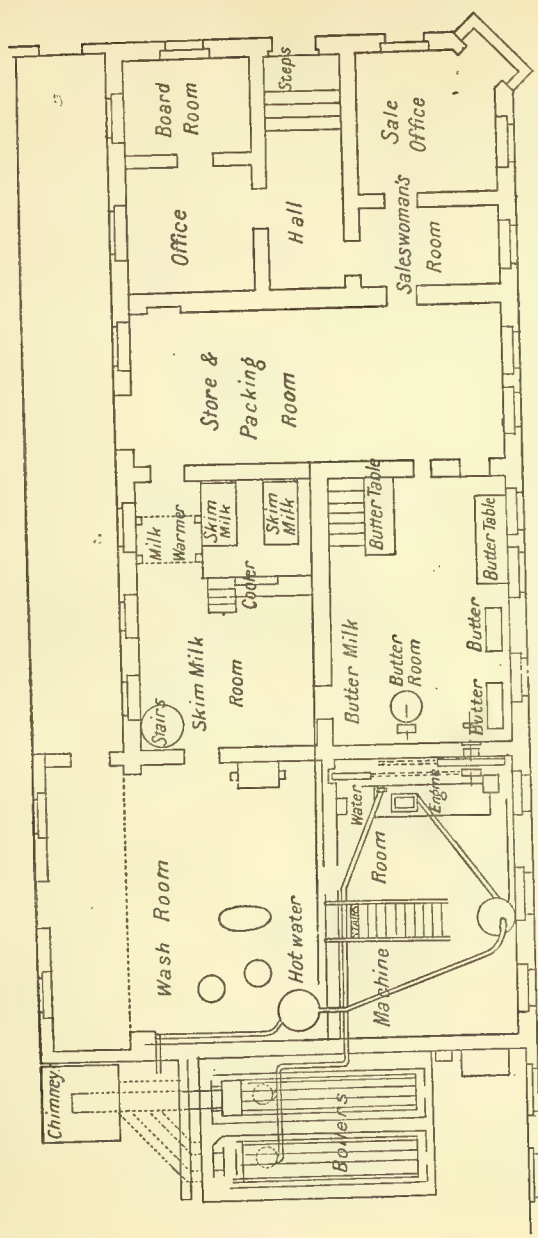 Chimney
Boilers
Wash Room
Hot water
Machine
Room
STAIRS
Water
Engine
Stairs
Skim Milk
Room
Cooler
Milk
Warmer
Skim
Milk
Skim
Milk
Butter Milk
Butter
Room
Butter
Butter
Butter Table
Butter Table
Store &
Packing
Room
Office
Board
Room
Hall
Steps
Saleswoman's
Room
Sale
Office